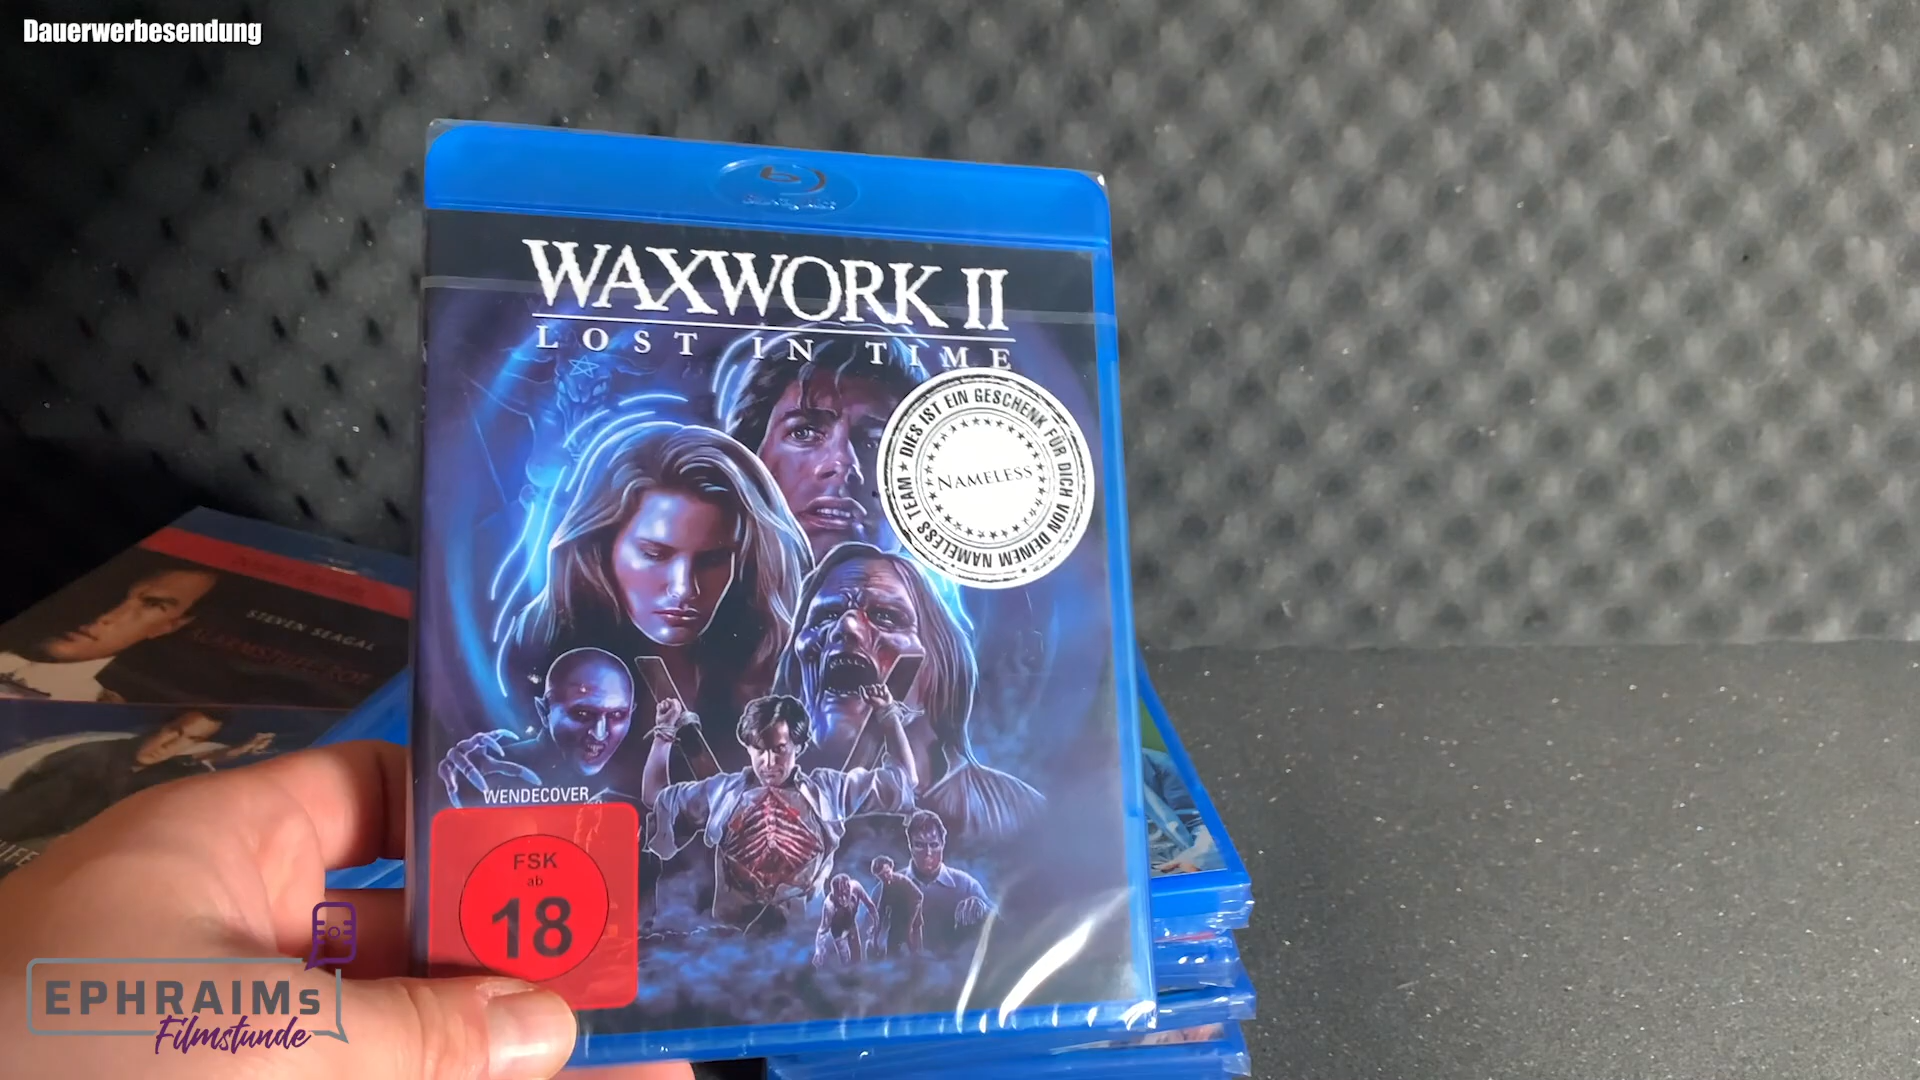 Dauerwerbesendung
WAXWORK II
LOST IN TIME
DIES IST EIN GESCHENK FÜR DICH VON DEINEM NAMELESS TEAM ★
NAMELESS
STEVEN SEAGAL
WENDECOVER
FSK
ab
18
EPHRAIMs
Filmstunde